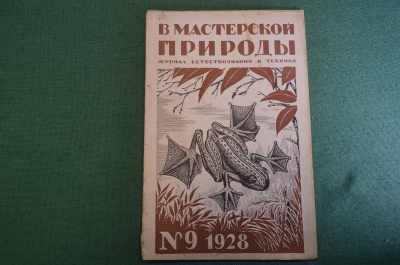 В МАСТЕРСКОЙ
ПРИРОДЫ
ЖУРНАЛ ЕСТЕСТВОЗНАНИЯ И ТЕХНИКИ
№9 1928